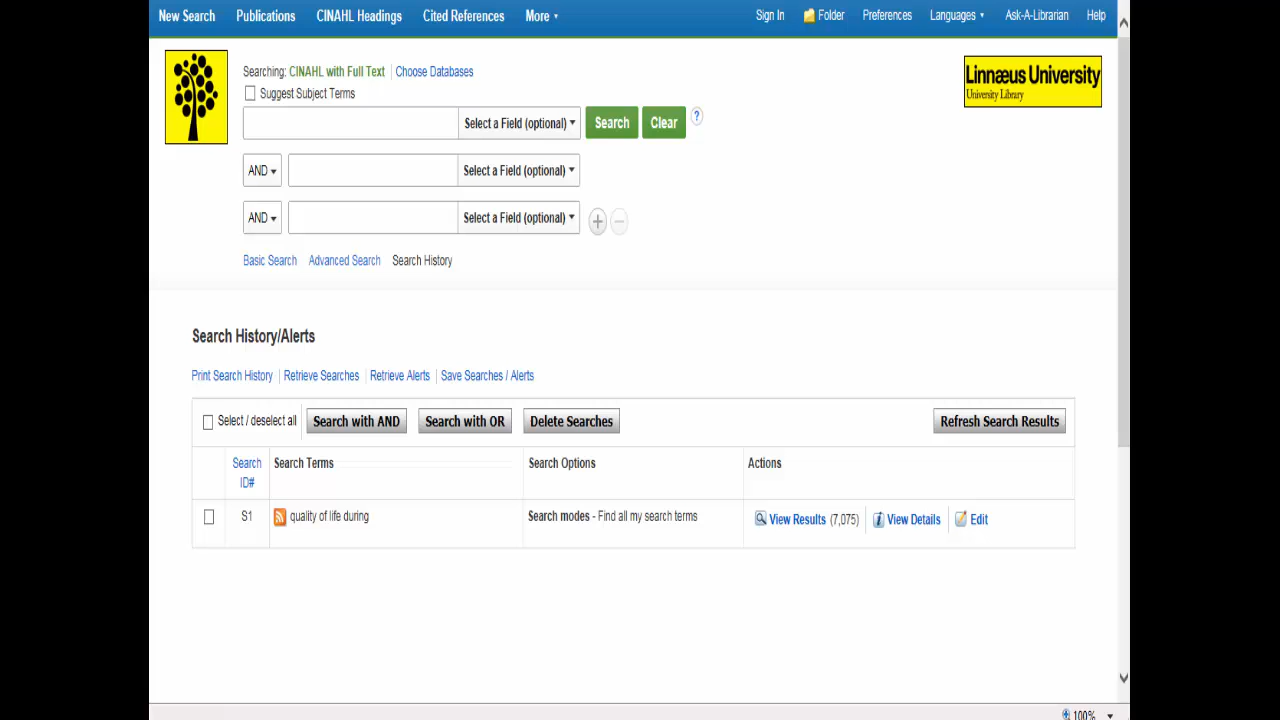 New Search Publications CINAHL Headings Cited References More Sign In Folder Preferences Languages Ask-A-Librarian Help
Searching: CINAHL with Full Text Choose Databases
Suggest Subject Terms
Select a Field (optional) Search Clear ?
AND Select a Field (optional)
AND Select a Field (optional)
Basic Search Advanced Search Search History
Linnæus University
University Library
Search History/Alerts
Print Search History Retrieve Searches Retrieve Alerts Save Searches / Alerts
Select / deselect all Search with AND Search with OR Delete Searches Refresh Search Results
Search ID# Search Terms Search Options Actions
S1 quality of life during Search modes - Find all my search terms View Results (7,075) View Details Edit
100%